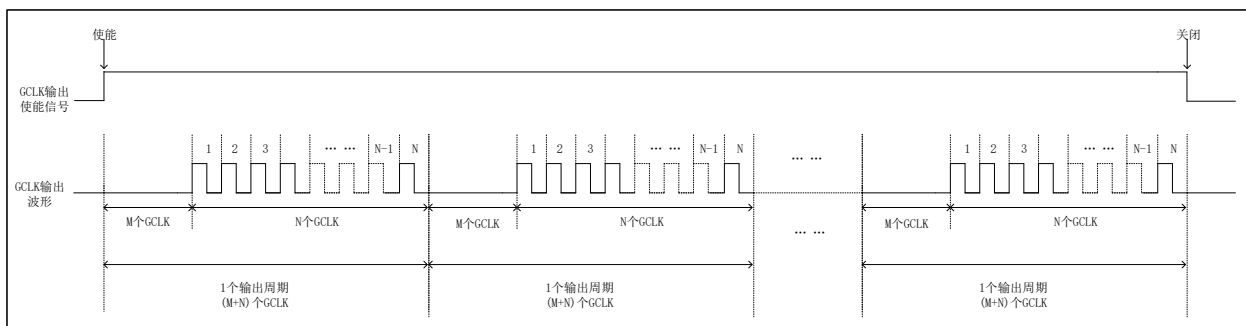 使能
关闭
GCLK输出
使能信号
1 2 3 … … N-1 N
1 2 3 … … N-1 N
… …
1 2 3 … … N-1 N
GCLK输出
波形
M个GCLK
N个GCLK
M个GCLK
N个GCLK
… …
M个GCLK
N个GCLK
1个输出周期
(M+N)个GCLK
1个输出周期
(M+N)个GCLK
1个输出周期
(M+N)个GCLK